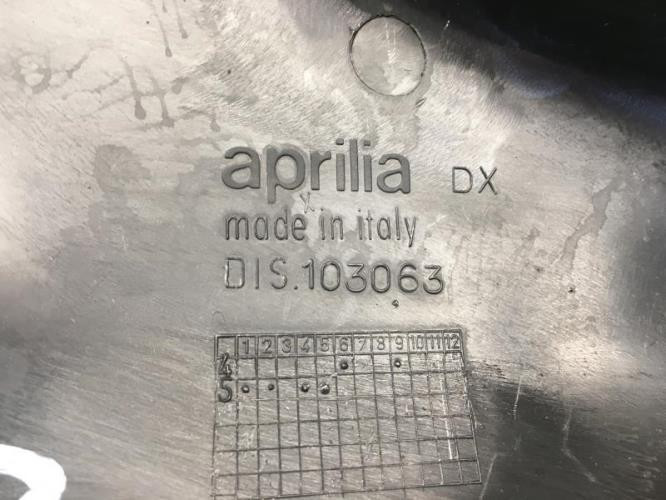 aprilia DX
made in italy
DIS.103063
1 2 3 4 5 6 7 8 9 10 11 12
4
5